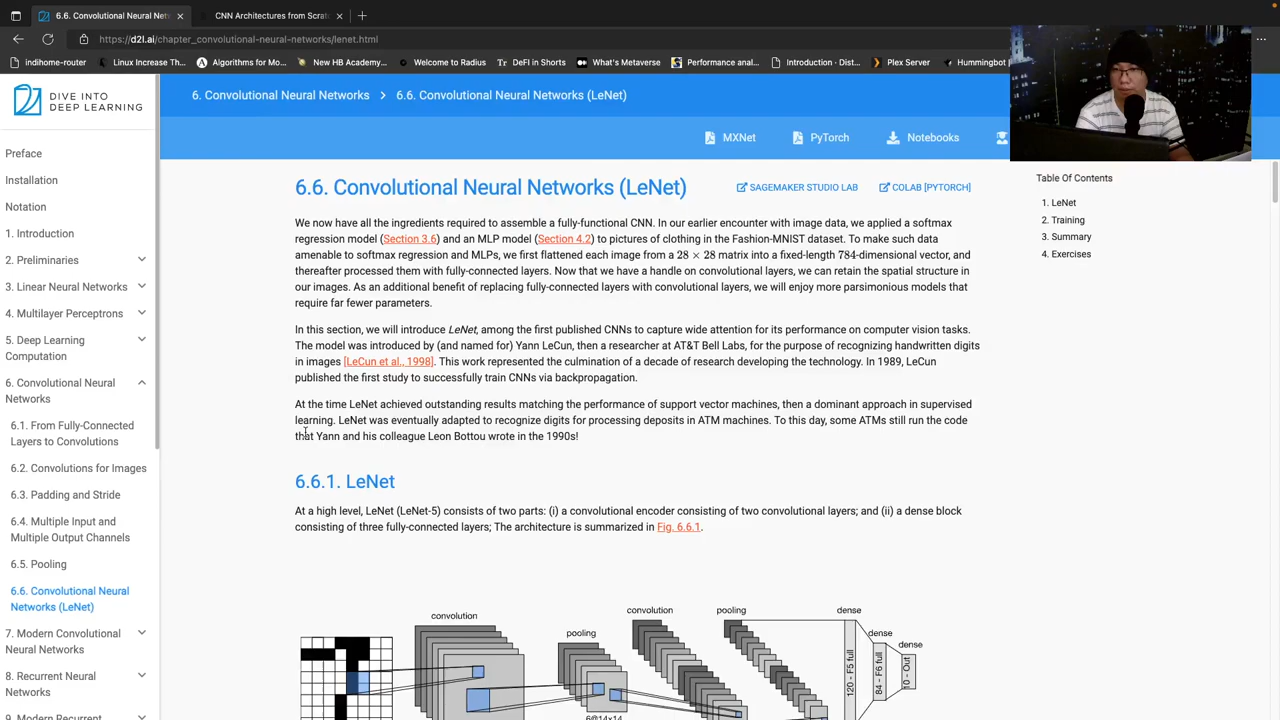 6.6. Convolutional Neural Net
CNN Architectures from Scrat
https://d2l.ai/chapter_convolutional-neural-networks/lenet.html
indihome-router
Linux Increase Th...
Algorithms for Mo...
New HB Academy...
Welcome to Radius
DeFI in Shorts
What's Metaverse
Performance anal...
Introduction · Dist...
Plex Server
Hummingbot
DIVE INTO
DEEP LEARNING
6. Convolutional Neural Networks
6.6. Convolutional Neural Networks (LeNet)
MXNet
PyTorch
Notebooks
Preface
Installation
Notation
1. Introduction
2. Preliminaries
3. Linear Neural Networks
4. Multilayer Perceptrons
5. Deep Learning
Computation
6. Convolutional Neural
Networks
6.1. From Fully-Connected
Layers to Convolutions
6.2. Convolutions for Images
6.3. Padding and Stride
6.4. Multiple Input and
Multiple Output Channels
6.5. Pooling
6.6. Convolutional Neural
Networks (LeNet)
7. Modern Convolutional
Neural Networks
8. Recurrent Neural
Networks
9. Modern Recurrent
6.6. Convolutional Neural Networks (LeNet)
SAGEMAKER STUDIO LAB
COLAB [PYTORCH]
We now have all the ingredients required to assemble a fully-functional CNN. In our earlier encounter with image data, we applied a softmax
regression model (Section 3.6) and an MLP model (Section 4.2) to pictures of clothing in the Fashion-MNIST dataset. To make such data
amenable to softmax regression and MLPs, we first flattened each image from a 28 × 28 matrix into a fixed-length 784-dimensional vector, and
thereafter processed them with fully-connected layers. Now that we have a handle on convolutional layers, we can retain the spatial structure in
our images. As an additional benefit of replacing fully-connected layers with convolutional layers, we will enjoy more parsimonious models that
require far fewer parameters.
In this section, we will introduce LeNet, among the first published CNNs to capture wide attention for its performance on computer vision tasks.
The model was introduced by (and named for) Yann LeCun, then a researcher at AT&T Bell Labs, for the purpose of recognizing handwritten digits
in images [LeCun et al., 1998]. This work represented the culmination of a decade of research developing the technology. In 1989, LeCun
published the first study to successfully train CNNs via backpropagation.
At the time LeNet achieved outstanding results matching the performance of support vector machines, then a dominant approach in supervised
learning. LeNet was eventually adapted to recognize digits for processing deposits in ATM machines. To this day, some ATMs still run the code
that Yann and his colleague Leon Bottou wrote in the 1990s!
6.6.1. LeNet
At a high level, LeNet (LeNet-5) consists of two parts: (i) a convolutional encoder consisting of two convolutional layers; and (ii) a dense block
consisting of three fully-connected layers; The architecture is summarized in Fig. 6.6.1.
convolution
pooling
convolution
pooling
dense
dense
dense
120 - F5 full
84 - F6 full
10 - Out
6@14x14
Table Of Contents
1. LeNet
2. Training
3. Summary
4. Exercises